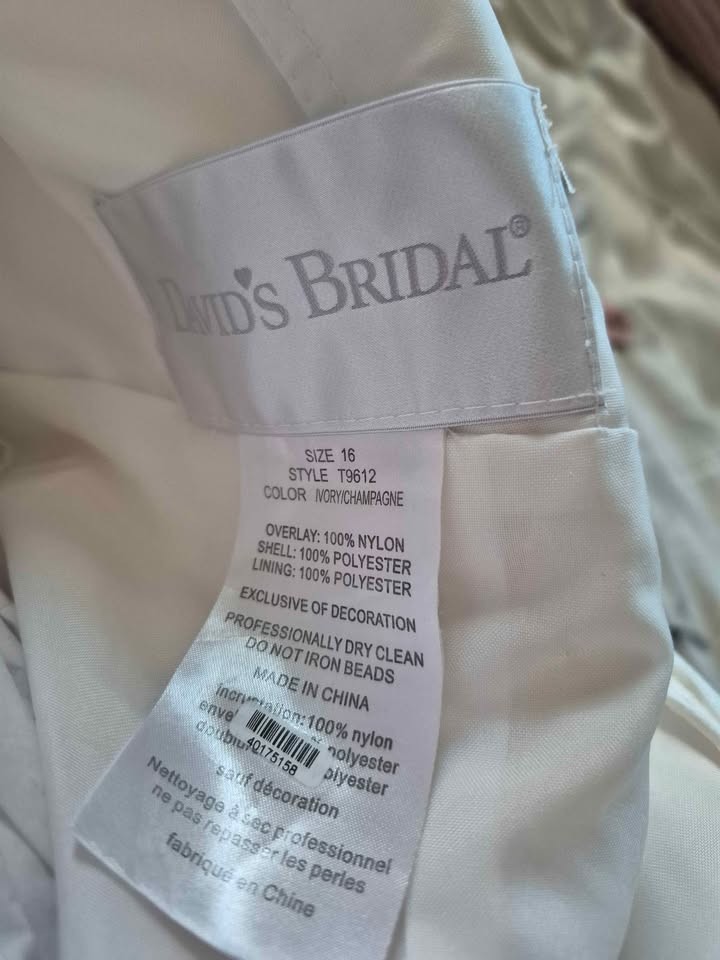 DAVID'S BRIDAL®
SIZE 16
STYLE T9612
COLOR IVORY/CHAMPAGNE
OVERLAY: 100% NYLON
SHELL: 100% POLYESTER
LINING: 100% POLYESTER
EXCLUSIVE OF DECORATION
PROFESSIONALLY DRY CLEAN
DO NOT IRON BEADS
MADE IN CHINA
incrustation:100% nylon
polyester
40175158
sauf décoration
Nettoyage à sec professionnel
ne pas repasser les perles
fabriqué en Chine